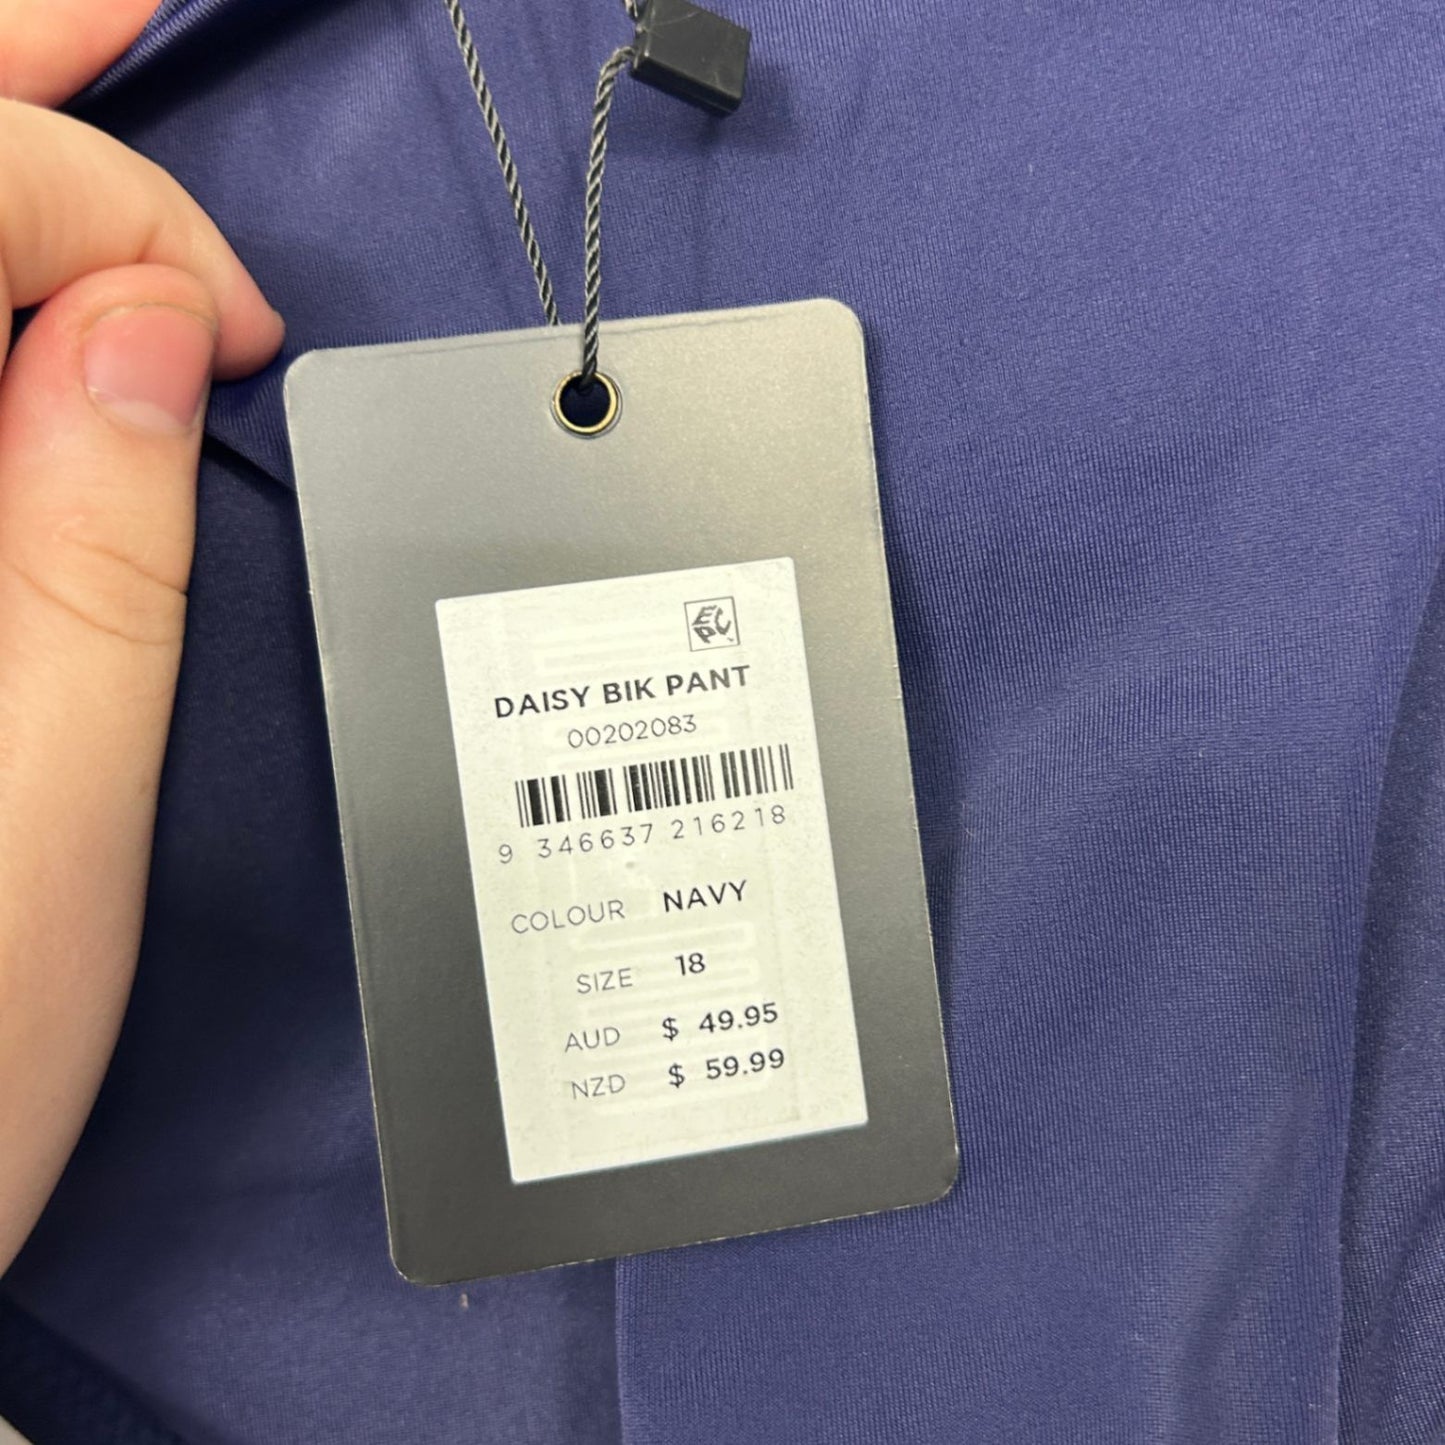 EPC
DAISY BIK PANT
00202083
9 346637 216218
COLOUR NAVY
SIZE 18
AUD $ 49.95
NZD $ 59.99